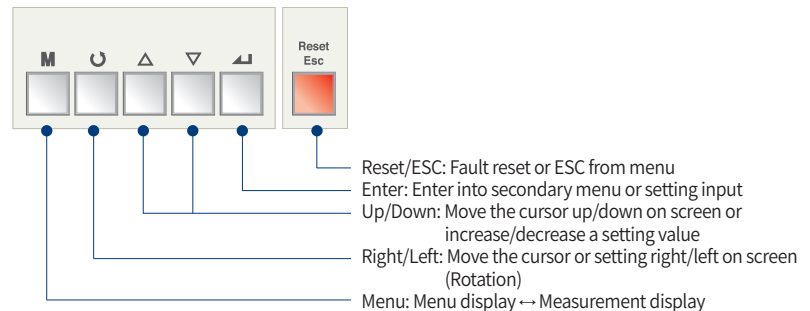 M
Reset
Esc
Reset/ESC: Fault reset or ESC from menu
Enter: Enter into secondary menu or setting input
Up/Down: Move the cursor up/down on screen or
increase/decrease a setting value
Right/Left: Move the cursor or setting right/left on screen
(Rotation)
Menu: Menu display ↔ Measurement display